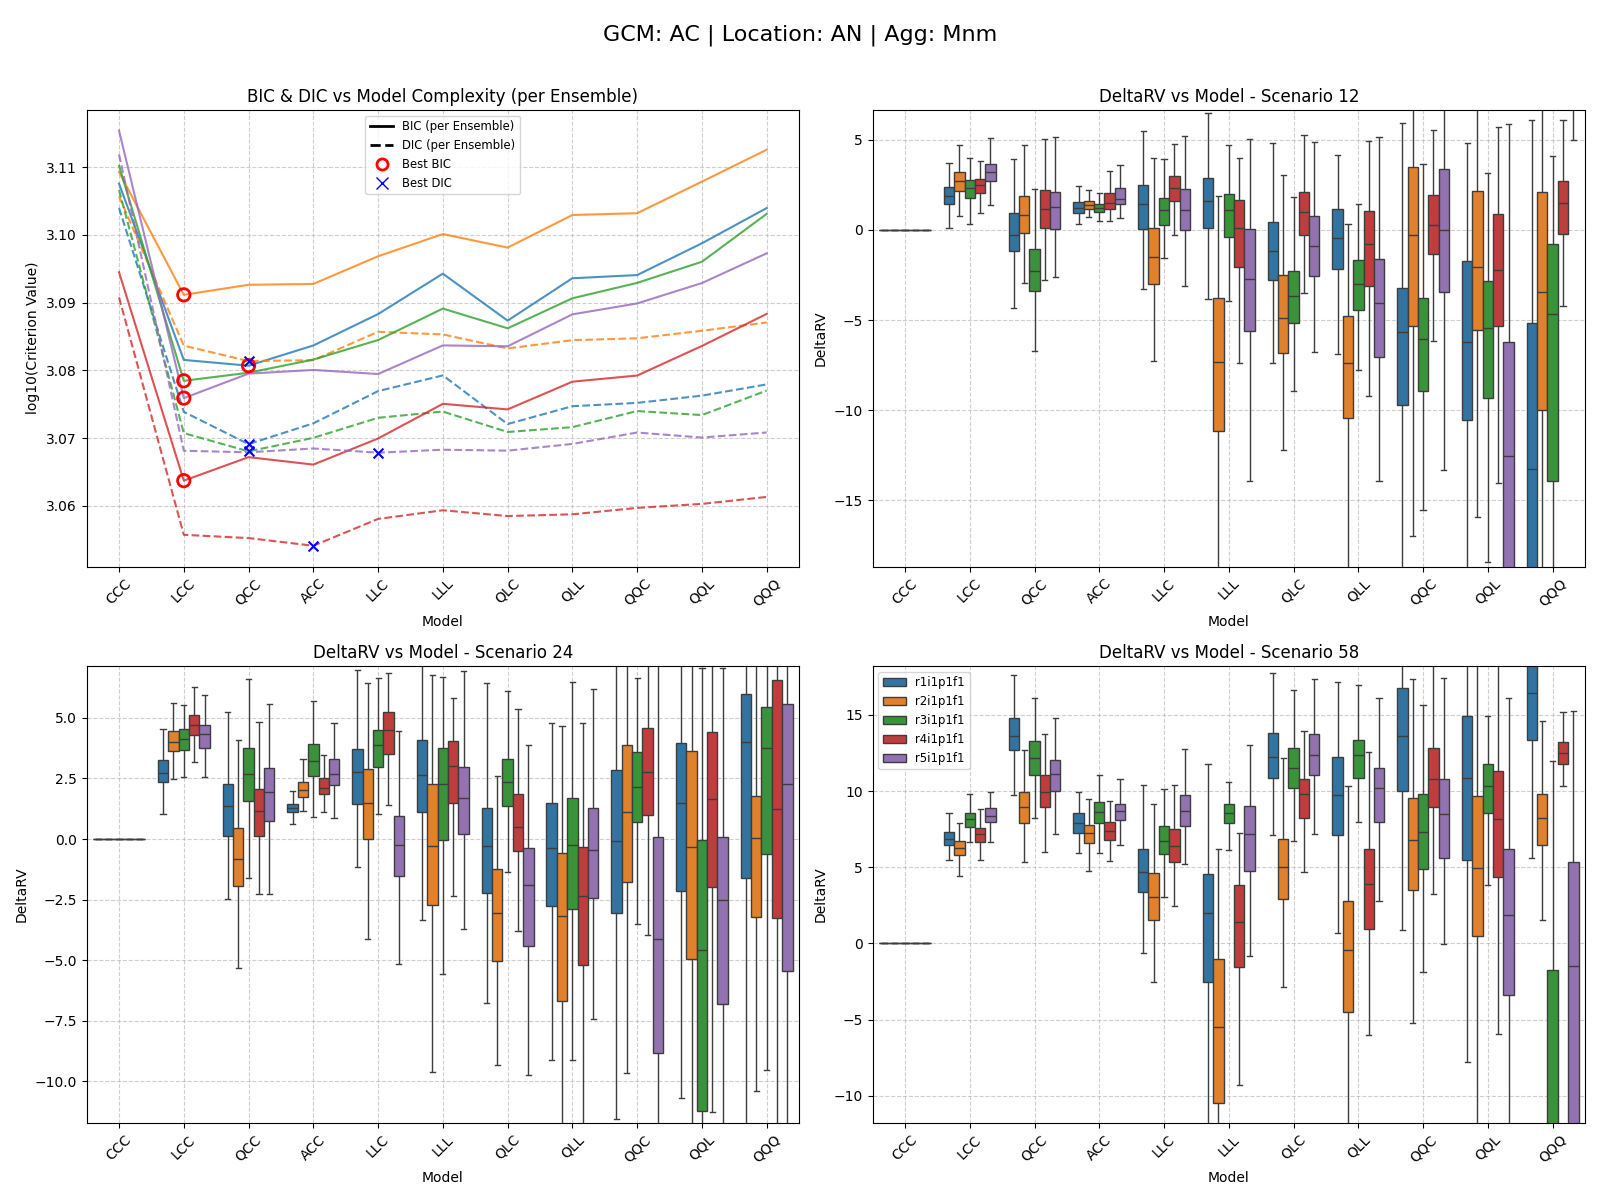 GCM: AC | Location: AN | Agg: Mnm
BIC & DIC vs Model Complexity (per Ensemble)
BIC (per Ensemble)
DIC (per Ensemble)
Best BIC
Best DIC
log10(Criterion Value)
3.11
3.10
3.09
3.08
3.07
3.06
CCC
LCC
QCC
ACC
LLC
LLL
QLC
QLL
QQC
QQL
QQQ
Model
DeltaRV vs Model - Scenario 12
DeltaRV
5
0
−5
−10
−15
CCC
LCC
QCC
ACC
LLC
LLL
QLC
QLL
QQC
QQL
QQQ
Model
DeltaRV vs Model - Scenario 24
DeltaRV
5.0
2.5
0.0
−2.5
−5.0
−7.5
−10.0
CCC
LCC
QCC
ACC
LLC
LLL
QLC
QLL
QQC
QQL
QQQ
Model
DeltaRV vs Model - Scenario 58
r1i1p1f1
r2i1p1f1
r3i1p1f1
r4i1p1f1
r5i1p1f1
DeltaRV
15
10
5
0
−5
−10
CCC
LCC
QCC
ACC
LLC
LLL
QLC
QLL
QQC
QQL
QQQ
Model